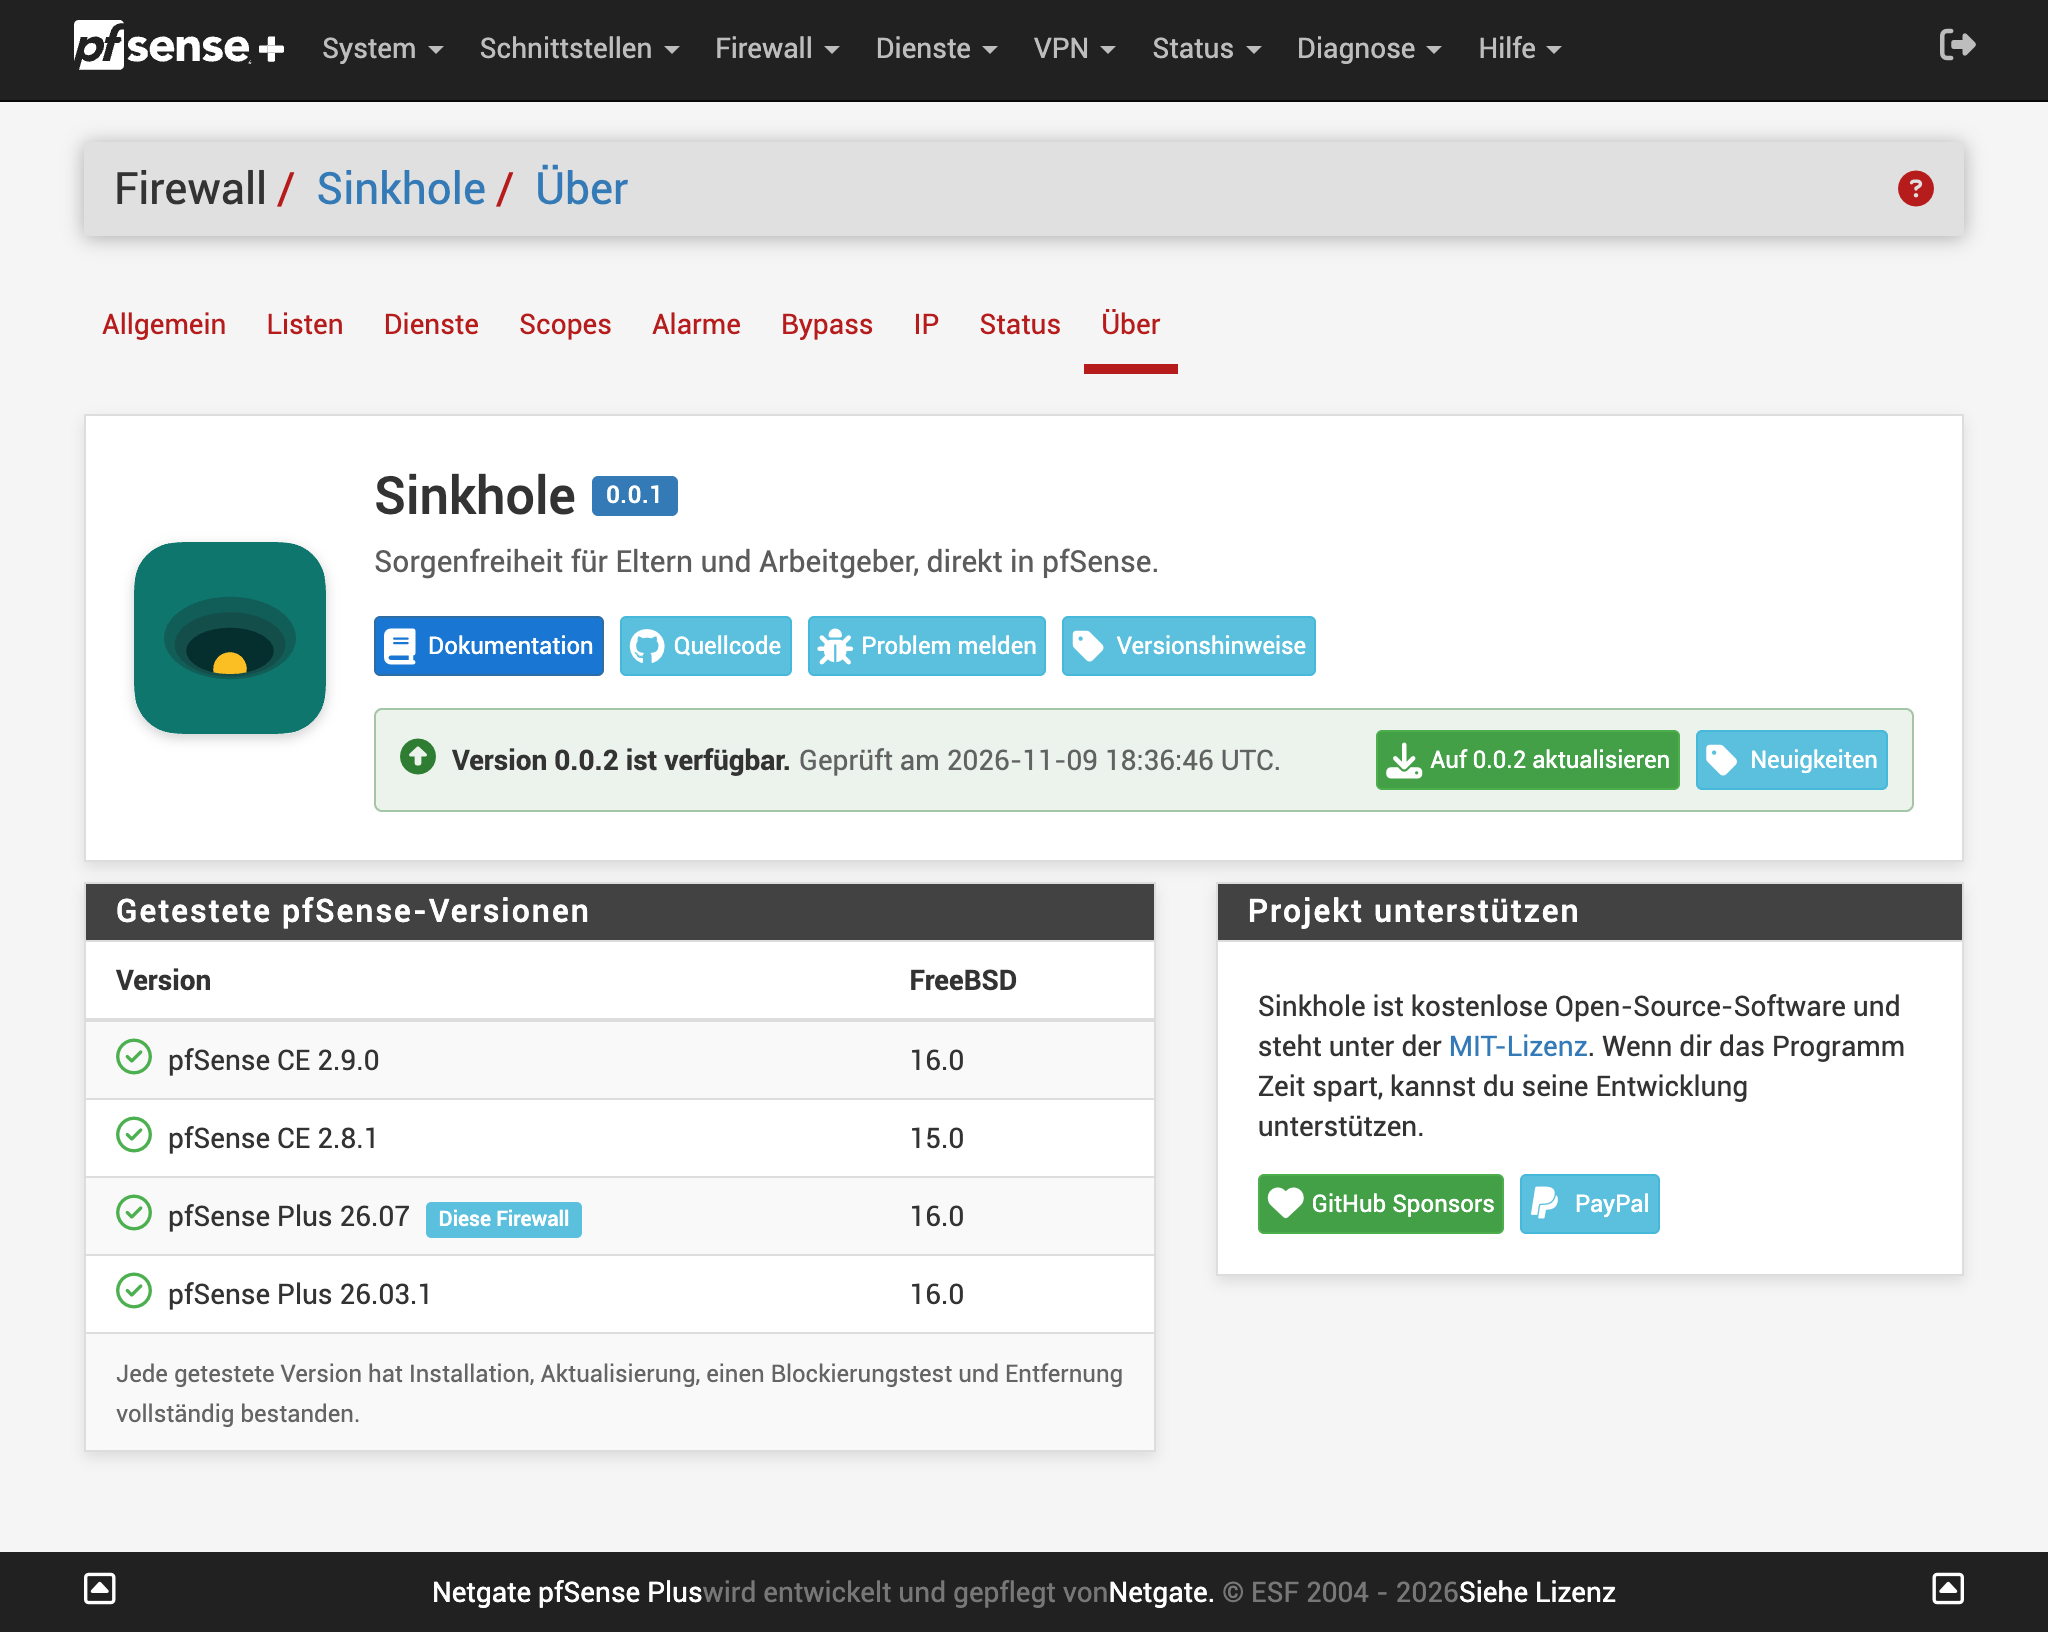 pfsense+ System Schnittstellen Firewall Dienste VPN Status Diagnose Hilfe
Firewall / Sinkhole / Über
Allgemein Listen Dienste Scopes Alarme Bypass IP Status Über
Sinkhole 0.0.1
Sorgenfreiheit für Eltern und Arbeitgeber, direkt in pfSense.
Dokumentation Quellcode Problem melden Versionshinweise
Version 0.0.2 ist verfügbar. Geprüft am 2026-11-09 18:36:46 UTC. Auf 0.0.2 aktualisieren Neuigkeiten
Getestete pfSense-Versionen
Version FreeBSD
pfSense CE 2.9.0 16.0
pfSense CE 2.8.1 15.0
pfSense Plus 26.07 Diese Firewall 16.0
pfSense Plus 26.03.1 16.0
Jede getestete Version hat Installation, Aktualisierung, einen Blockierungstest und Entfernung
vollständig bestanden.
Projekt unterstützen
Sinkhole ist kostenlose Open-Source-Software und
steht unter der MIT-Lizenz. Wenn dir das Programm
Zeit spart, kannst du seine Entwicklung
unterstützen.
GitHub Sponsors PayPal
Netgate pfSense Pluswird entwickelt und gepflegt vonNetgate. © ESF 2004 - 2026Siehe Lizenz